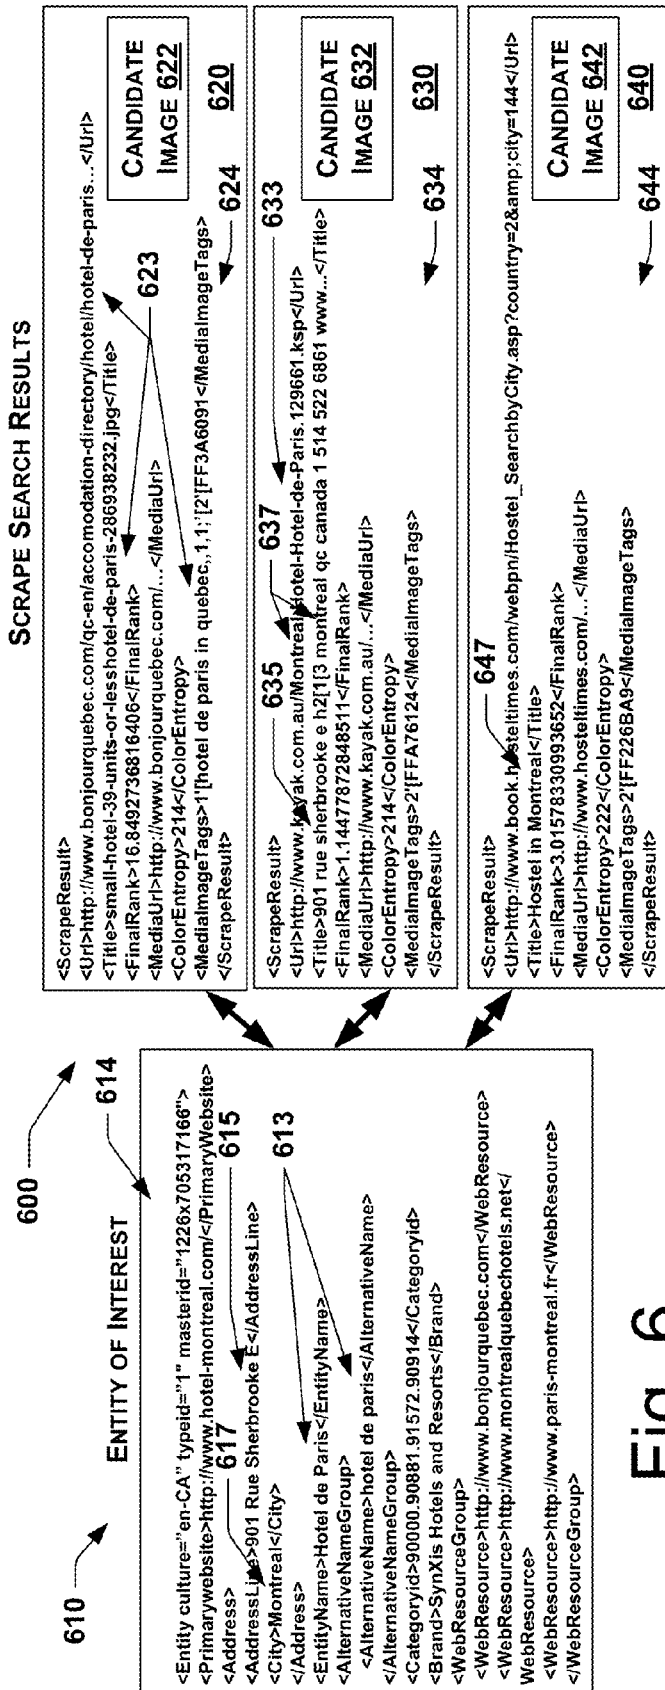 600
610
ENTITY OF INTEREST
614
<Entity culture="en-CA" typeid="1" masterid="1226x705317166">
<Primarywebsite>http://www.hotel-montreal.com/</PrimaryWebsite>
<Address>
617
615
<AddressLine>901 Rue Sherbrooke E</AddressLine>
<City>Montreal</City>
</Address>
613
<EntityName>Hotel de Paris</EntityName>
<AlternativeNameGroup>
<AlternativeName>hotel de paris</AlternativeName>
</AlternativeNameGroup>
<Categoryid>90000.90881.91572.90914</Categoryid>
<Brand>SynXis Hotels and Resorts</Brand>
<WebResourceGroup>
<WebResource>http://www.bonjourquebec.com</WebResource>
<WebResource>http://www.montrealquebechotels.net</
WebResource>
<WebResource>http://www.paris-montreal.fr</WebResource>
</WebResourceGroup>
SCRAPE SEARCH RESULTS
<ScrapeResult>
<Url>http://www.bonjourquebec.com/qc-en/accomodation-directory/hotel/hotel-de-paris...</Url>
<Title>small-hotel-39-units-or-lesshotel-de-paris-286938232.jpg</Title>
<FinalRank>16.8492736816406</FinalRank>
623
<MediaUrl>http://www.bonjourquebec.com/...</MediaUrl>
<ColorEntropy>214</ColorEntropy>
<MediaImageTags>1'[hotel de paris in quebec,,1,1;'[2'[FF3A6091</MediaImageTags>
</ScrapeResult>
CANDIDATE
IMAGE 622
620
624
<ScrapeResult>
635
637
633
<Url>http://www.kayak.com.au/Montreal-Hotel-Hotel-de-Paris.129661.ksp</Url>
<Title>901 rue sherbrooke e h2[1[3 montreal qc canada 1 514 522 6861 www...</Title>
<FinalRank>1.14477872848511</FinalRank>
<MediaUrl>http://www.kayak.com.au/...</MediaUrl>
<ColorEntropy>214</ColorEntropy>
<MediaImageTags>2'[FFA76124</MediaImageTags>
</ScrapeResult>
CANDIDATE
IMAGE 632
630
634
<ScrapeResult>
647
<Url>http://www.book.hosteltimes.com/webpn/Hostel_SearchbyCity.asp?country=2&amp;city=144</Url>
<Title>Hostel in Montreal</Title>
<FinalRank>3.01578330993652</FinalRank>
<MediaUrl>http://www.hosteltimes.com/...</MediaUrl>
<ColorEntropy>222</ColorEntropy>
<MediaImageTags>2'[FF226BA9</MediaImageTags>
</ScrapeResult>
CANDIDATE
IMAGE 642
640
644
Fig. 6